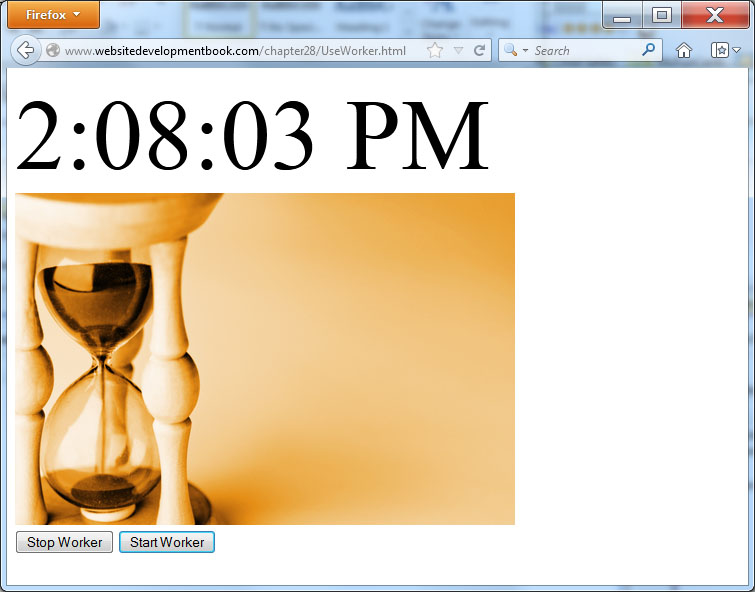 Firefox
www.websitedevelopmentbook.com/chapter28/UseWorker.html
Search
2:08:03 PM
Stop Worker
Start Worker